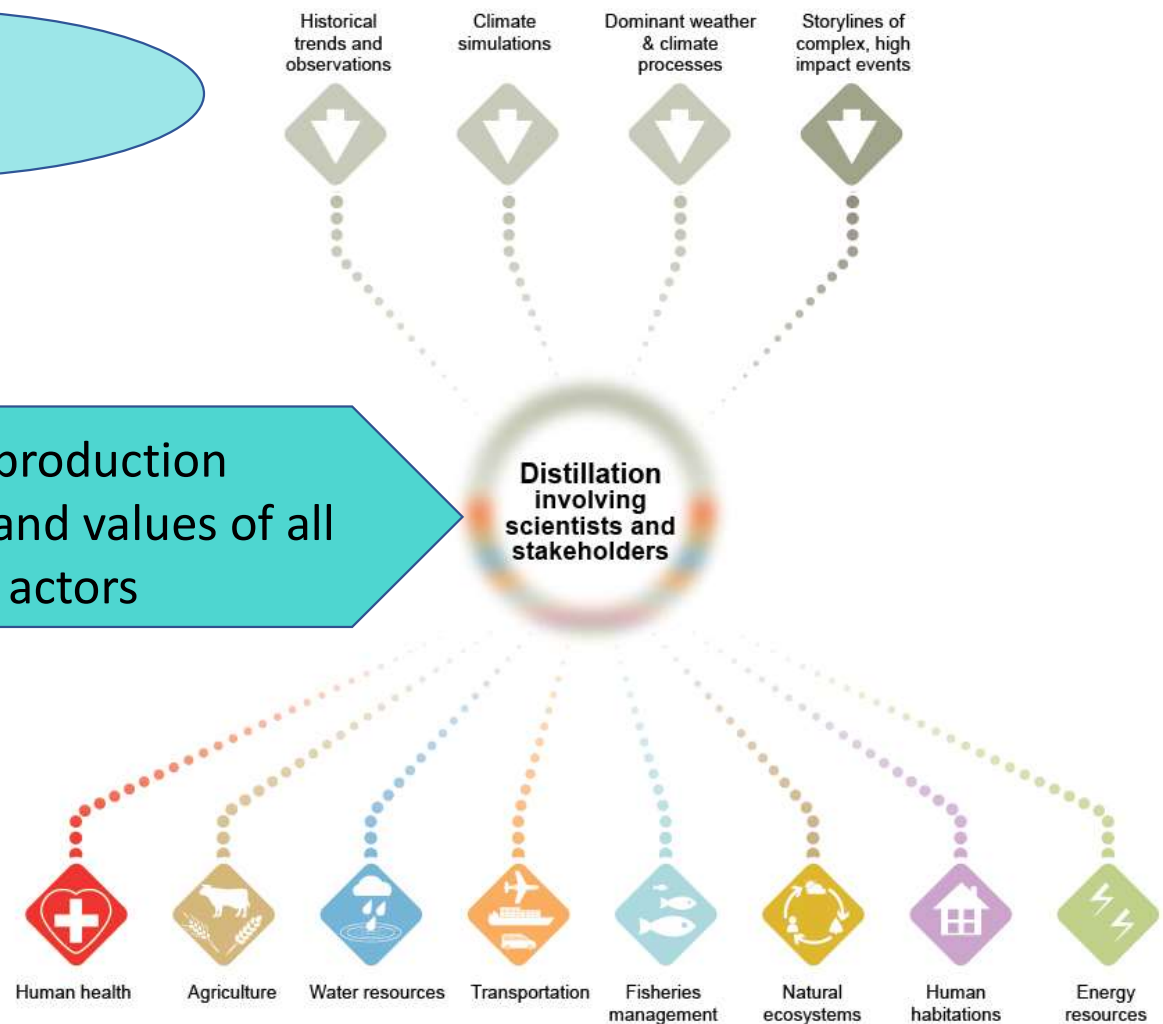 Historical
trends and
observations
Climate
simulations
Dominant weather
& climate
processes
Storylines of
complex, high
impact events
production
and values of all
actors
Distillation
involving
scientists and
stakeholders
Human health
Agriculture
Water resources
Transportation
Fisheries
management
Natural
ecosystems
Human
habitations
Energy
resources